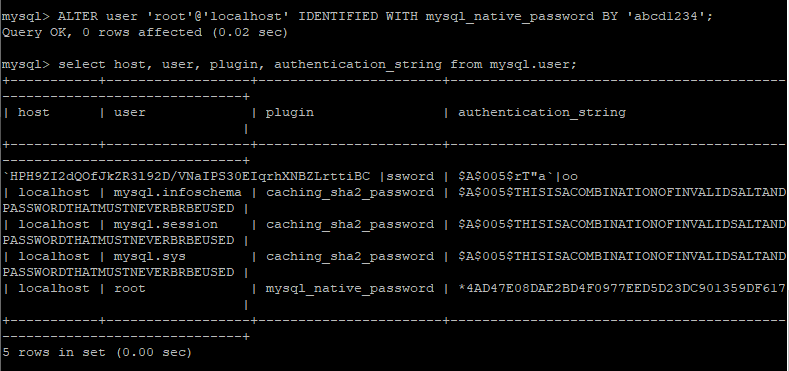 mysql> ALTER user 'root'@'localhost' IDENTIFIED WITH mysql_native_password BY 'abcd1234';
Query OK, 0 rows affected (0.02 sec)
mysql> select host, user, plugin, authentication_string from mysql.user;
+-----------+------------------+-----------------------+------------------------------------------
------------------------------+
| host | user | plugin | authentication_string
|
+-----------+------------------+-----------------------+------------------------------------------
------------------------------+
`HPH9ZI2dQOfJkZR3l92D/VNaIPS30EIqrhXNBZLrttiBC |ssword | $A$005$rT"a`|oo
| localhost | mysql.infoschema | caching_sha2_password | $A$005$THISISACOMBINATIONOFINVALIDSALTAND
PASSWORDTHATMUSTNEVERBRBEUSED |
| localhost | mysql.session | caching_sha2_password | $A$005$THISISACOMBINATIONOFINVALIDSALTAND
PASSWORDTHATMUSTNEVERBRBEUSED |
| localhost | mysql.sys | caching_sha2_password | $A$005$THISISACOMBINATIONOFINVALIDSALTAND
PASSWORDTHATMUSTNEVERBRBEUSED |
| localhost | root | mysql_native_password | *4AD47E08DAE2BD4F0977EED5D23DC901359DF617
|
+-----------+------------------+-----------------------+------------------------------------------
------------------------------+
5 rows in set (0.00 sec)